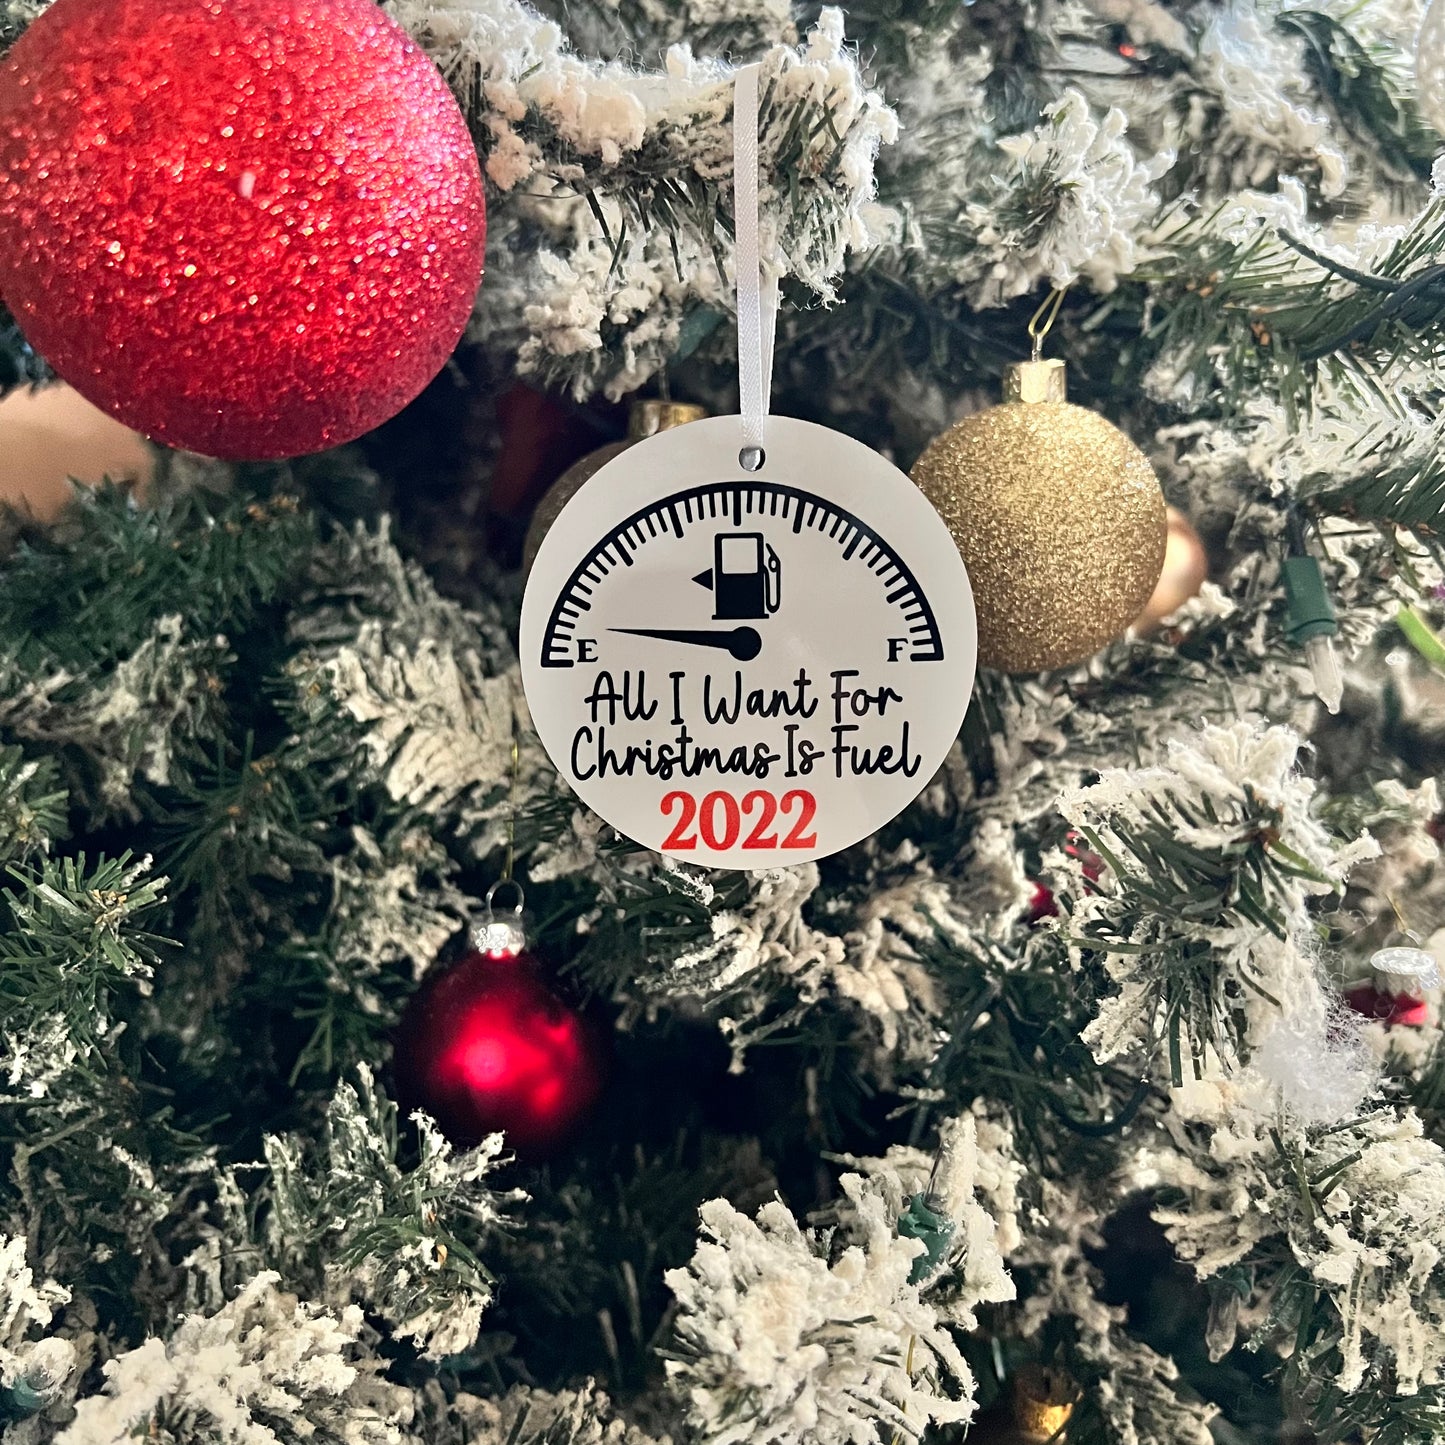 E F
All I Want For
Christmas Is Fuel
2022